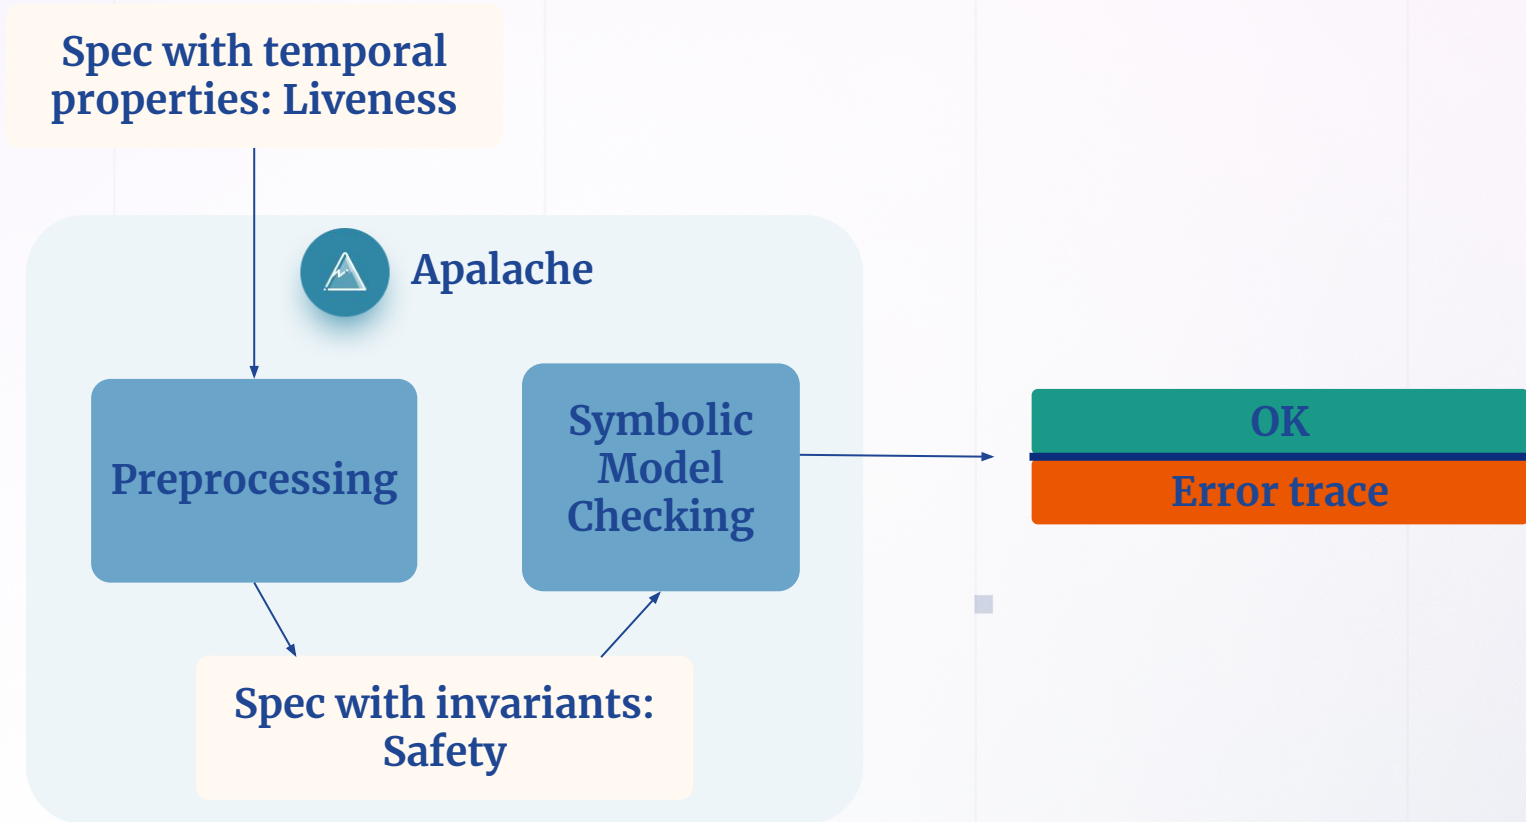 Spec with temporal
properties: Liveness
Apalache
Preprocessing
Symbolic
Model
Checking
Spec with invariants:
Safety
OK
Error trace